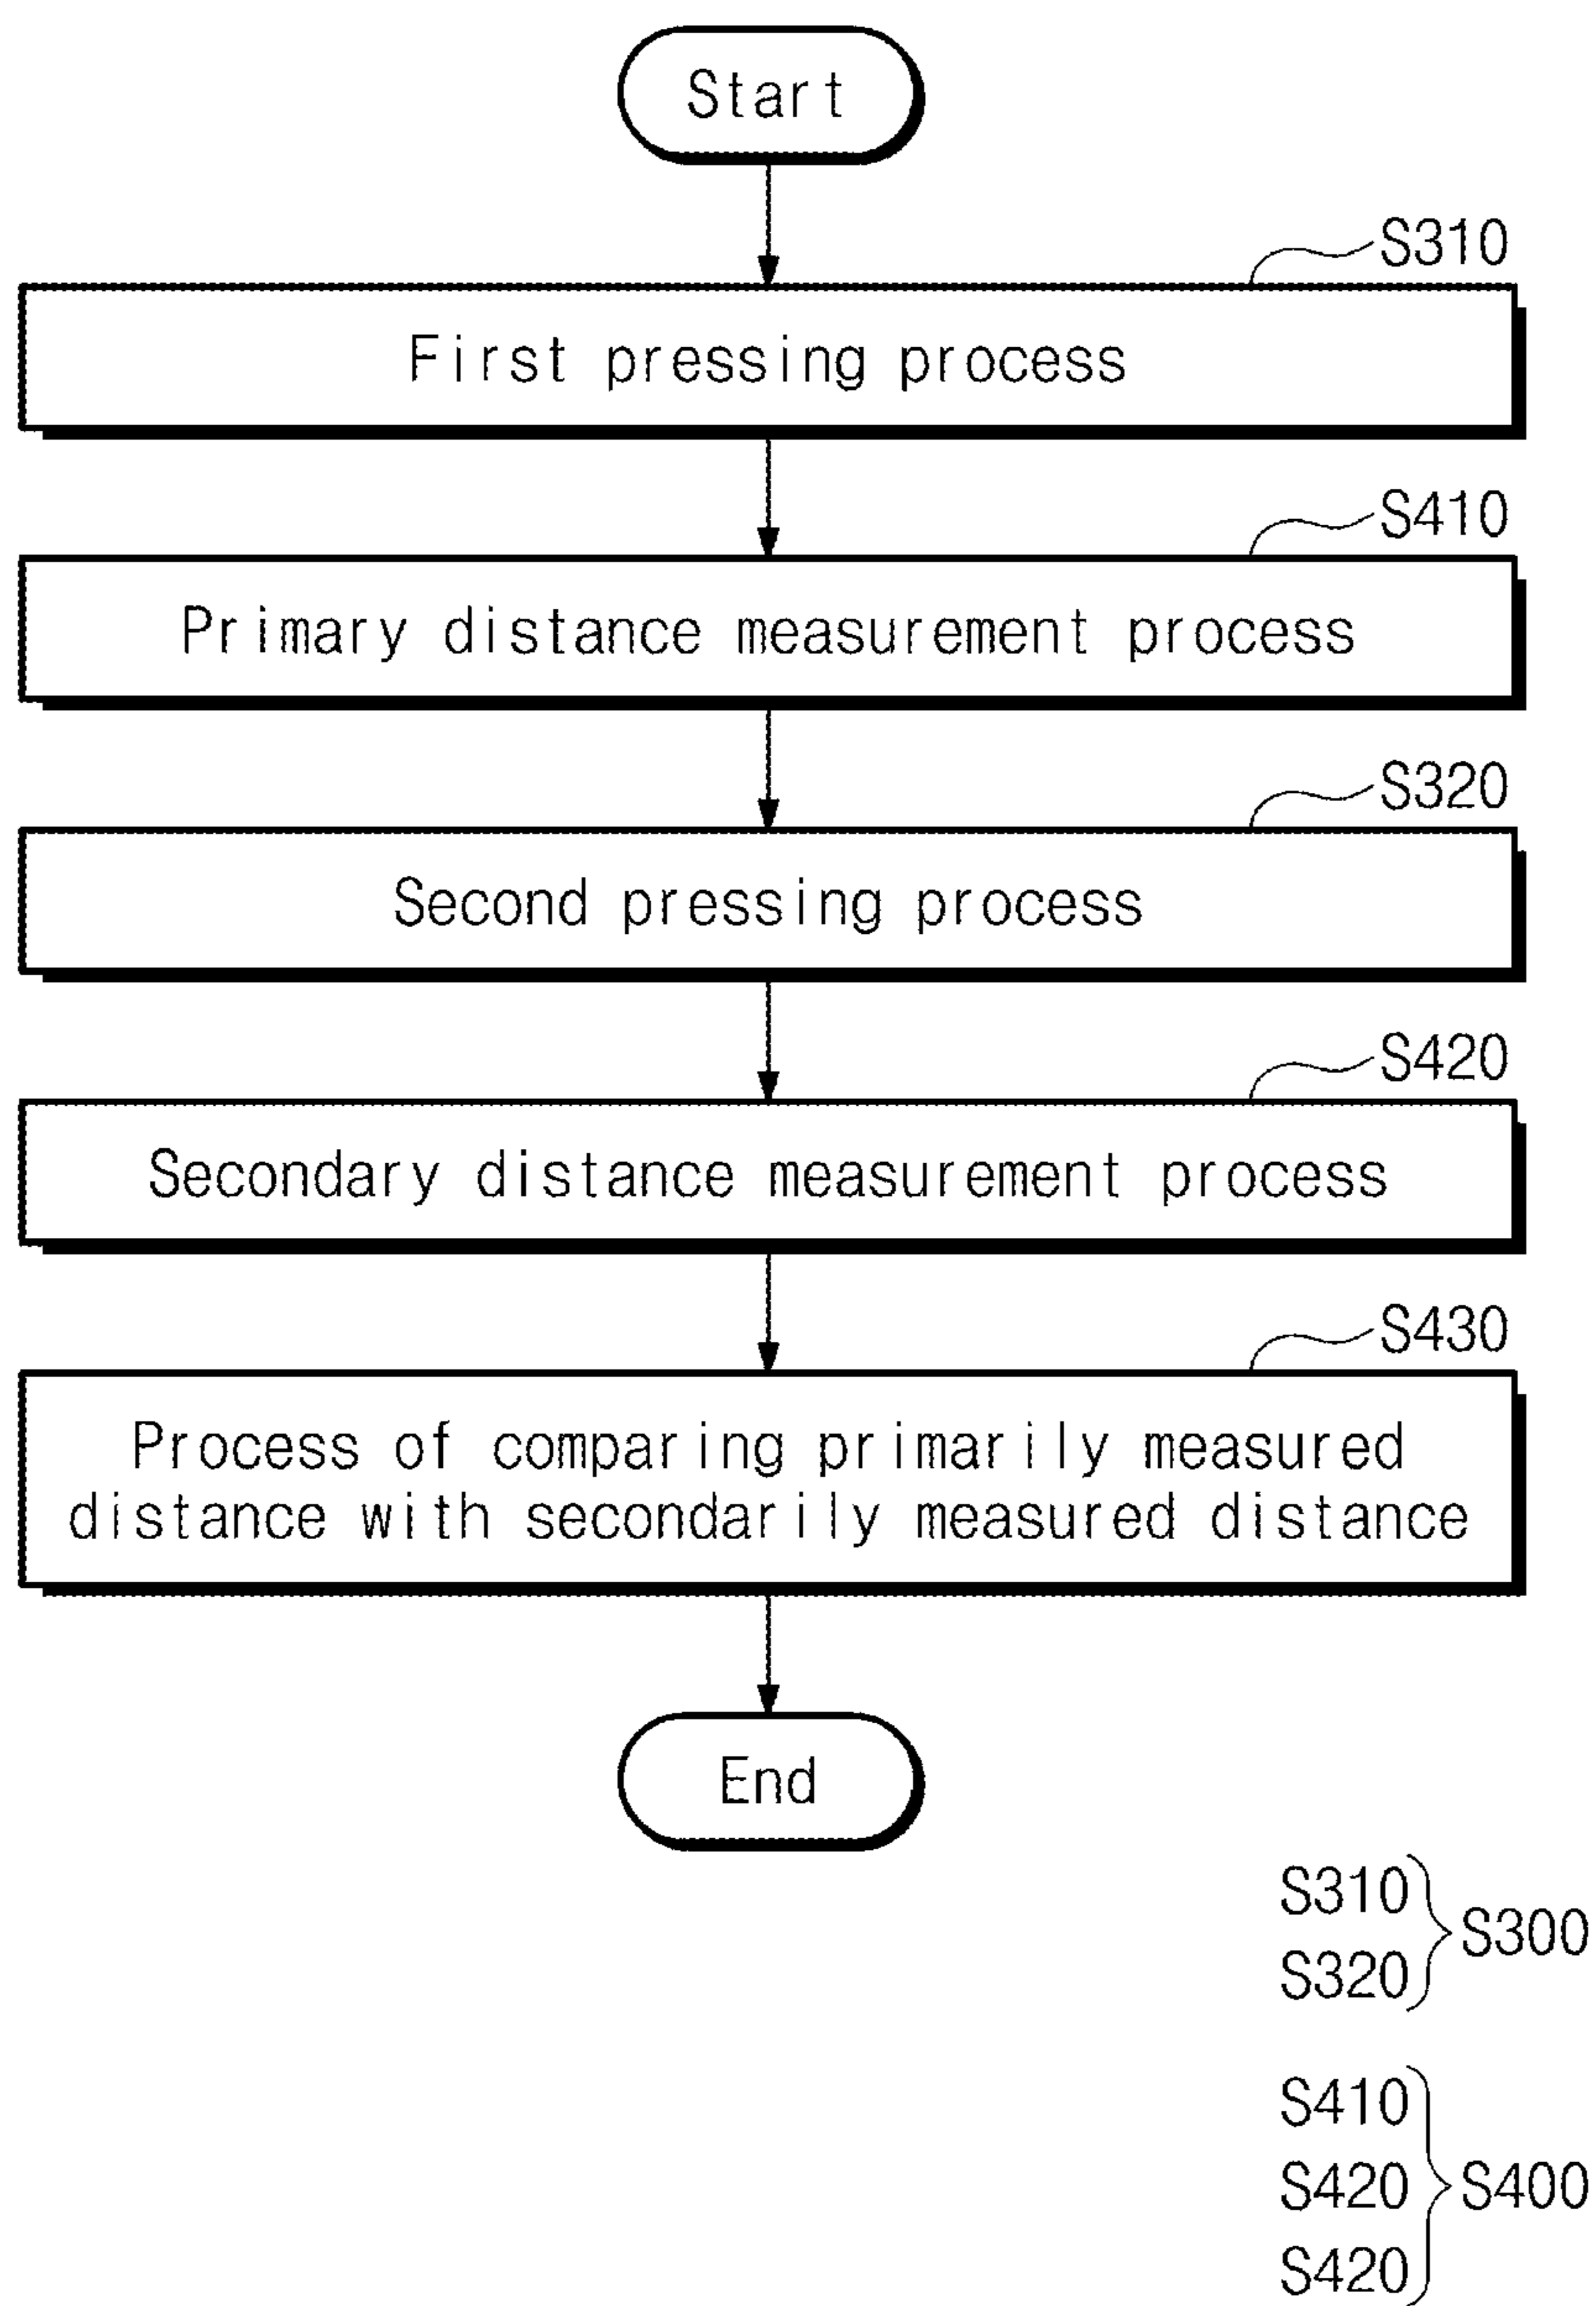 Start
S310
First pressing process
S410
Primary distance measurement process
S320
Second pressing process
S420
Secondary distance measurement process
S430
Process of comparing primarily measured
distance with secondarily measured distance
End
S310
S300
S320
S410
S420
S400
S420